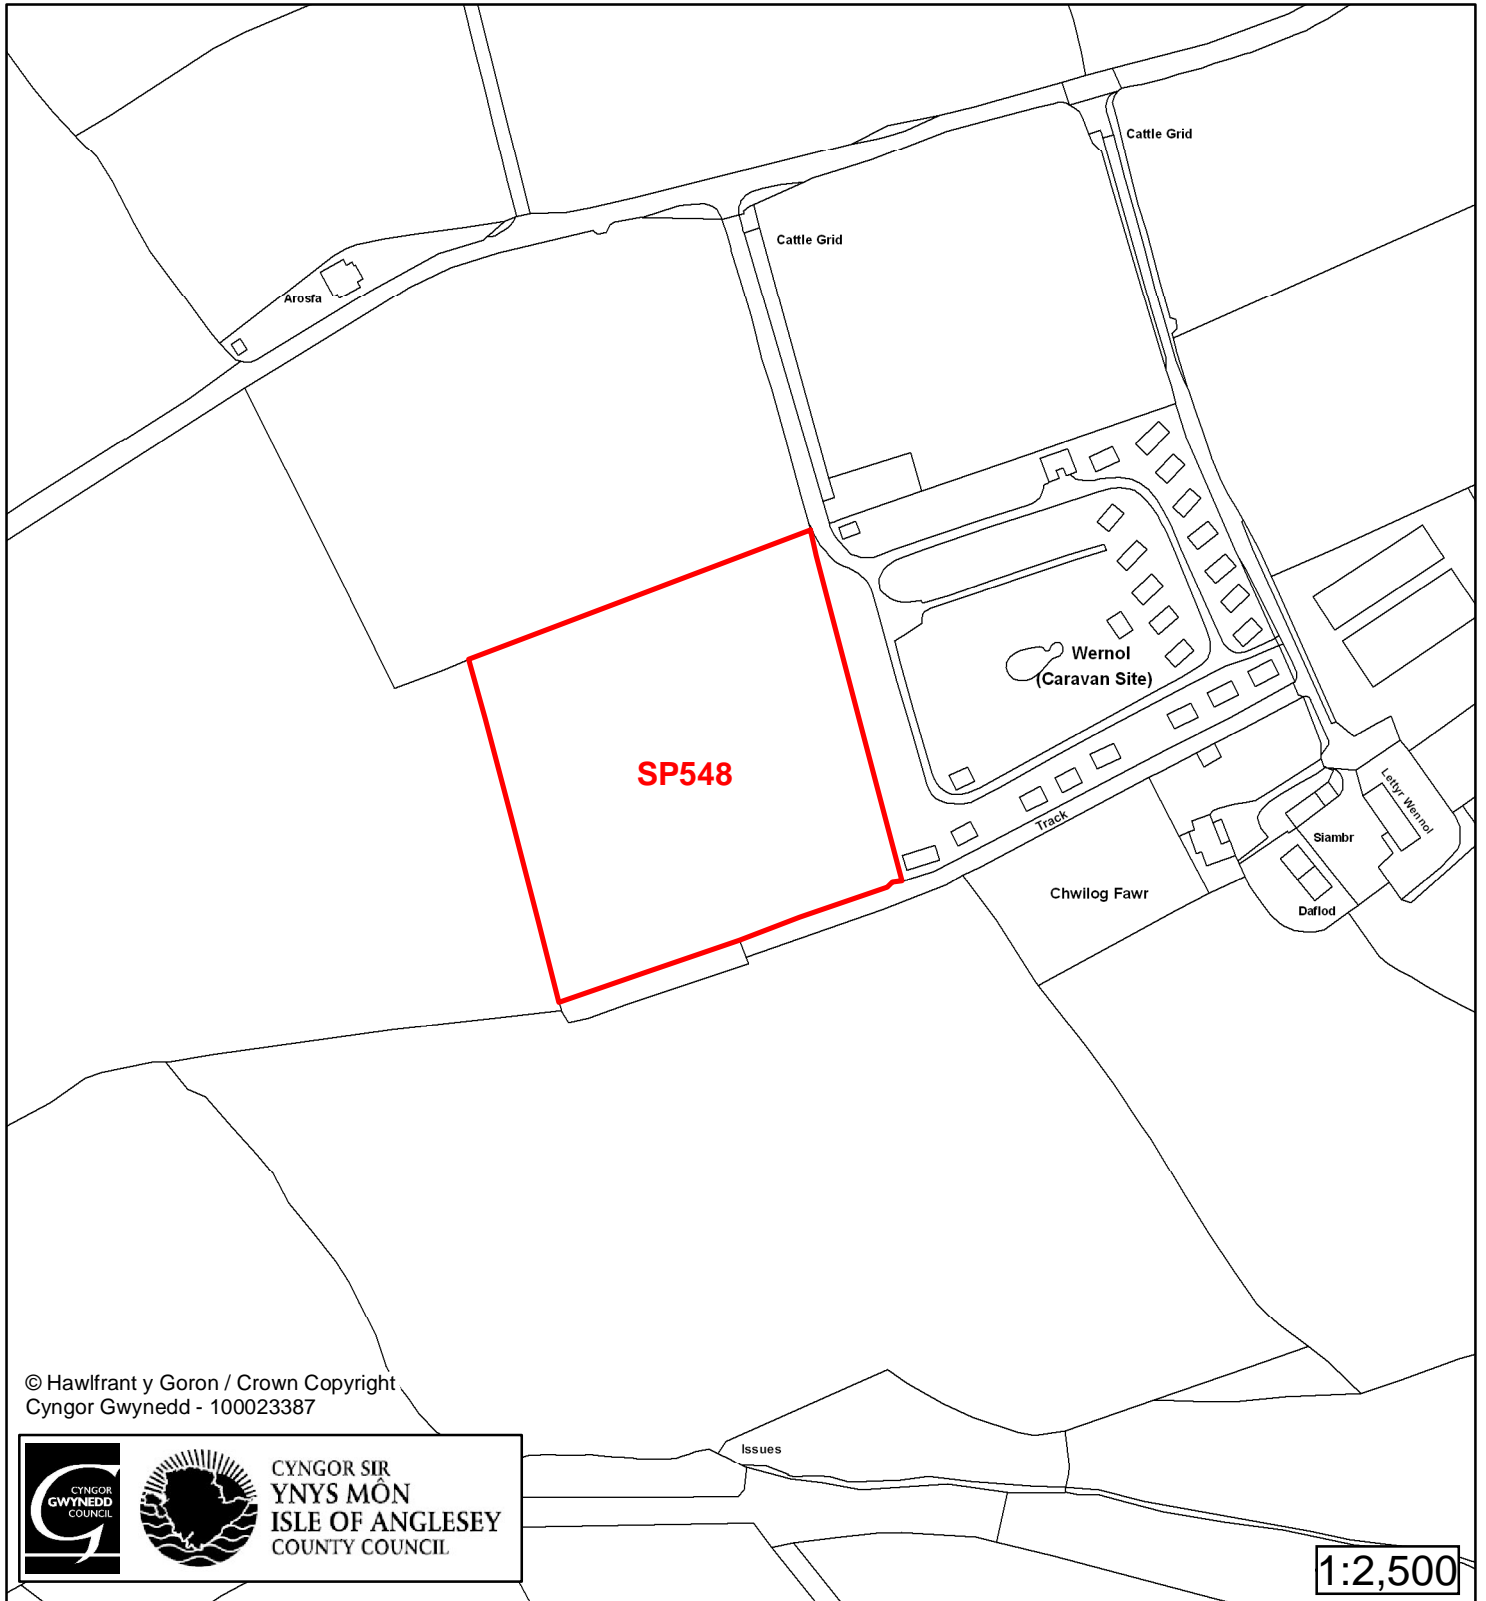 Cattle Grid
Cattle Grid
Arosfa
Wernol
(Caravan Site)
SP548
Lettyr Wennol
Track
Siambr
Chwilog Fawr
Daflod
© Hawlfrant y Goron / Crown Copyright
Cyngor Gwynedd - 100023387
Issues
CYNGOR
GWYNEDD
COUNCIL
CYNGOR SIR
YNYS MÔN
ISLE OF ANGLESEY
COUNTY COUNCIL
1:2,500